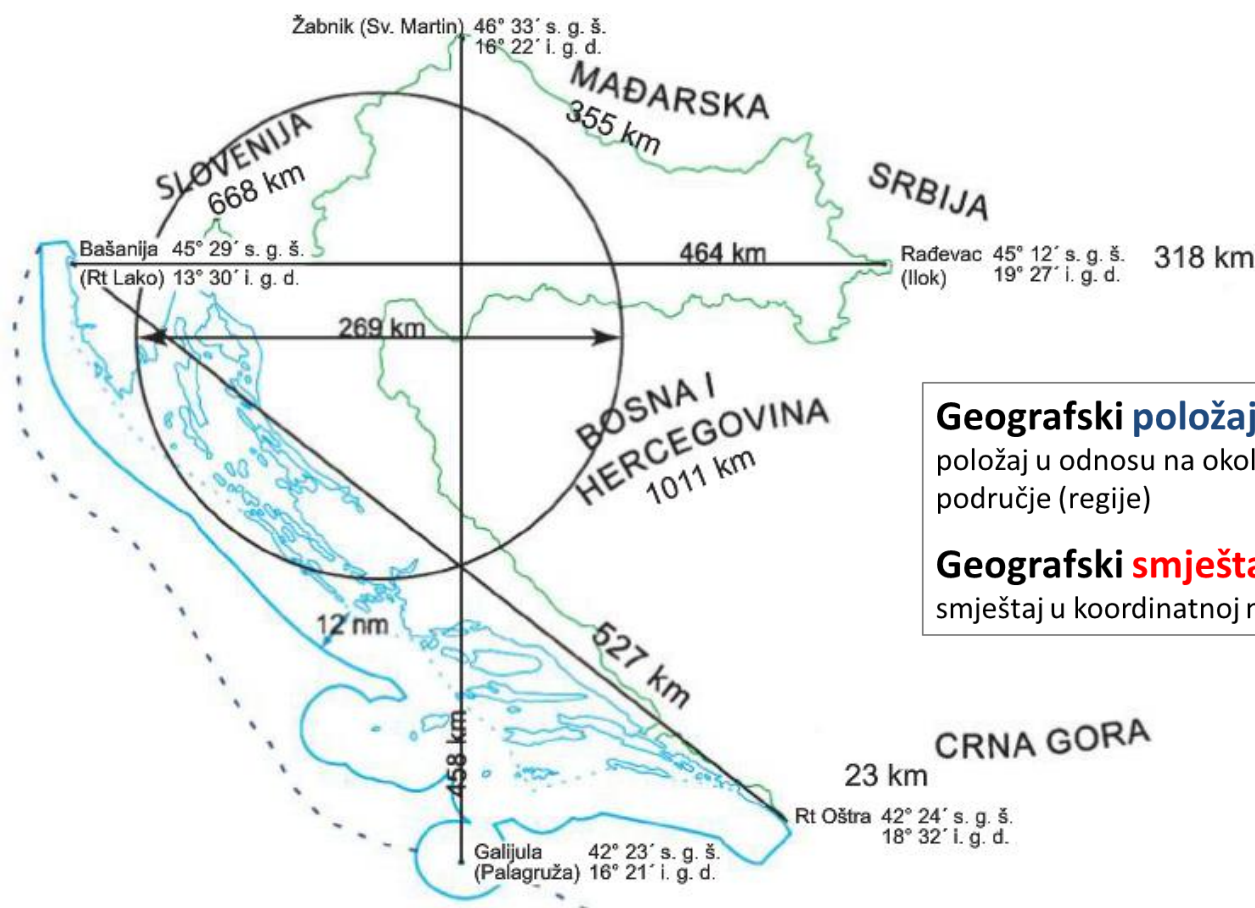 Žabnik (Sv. Martin) 46° 33´ s. g. š.
16° 22´ i. g. d.
MAĐARSKA
355 km
SLOVENIJA
668 km
SRBIJA
Bašanija 45° 29´ s. g. š.
(Rt Lako) 13° 30´ i. g. d.
464 km
Rađevac 45° 12´ s. g. š.
(Ilok) 19° 27´ i. g. d.
318 km
269 km
BOSNA I
HERCEGOVINA
1011 km
Geografski položaj
položaj u odnosu na okol
područje (regije)
Geografski smješta
smještaj u koordinatnoj
12 nm
527 km
458 km
CRNA GORA
23 km
Rt Oštra 42° 24´ s. g. š.
18° 32´ i. g. d.
Galijula 42° 23´ s. g. š.
(Palagruža) 16° 21´ i. g. d.